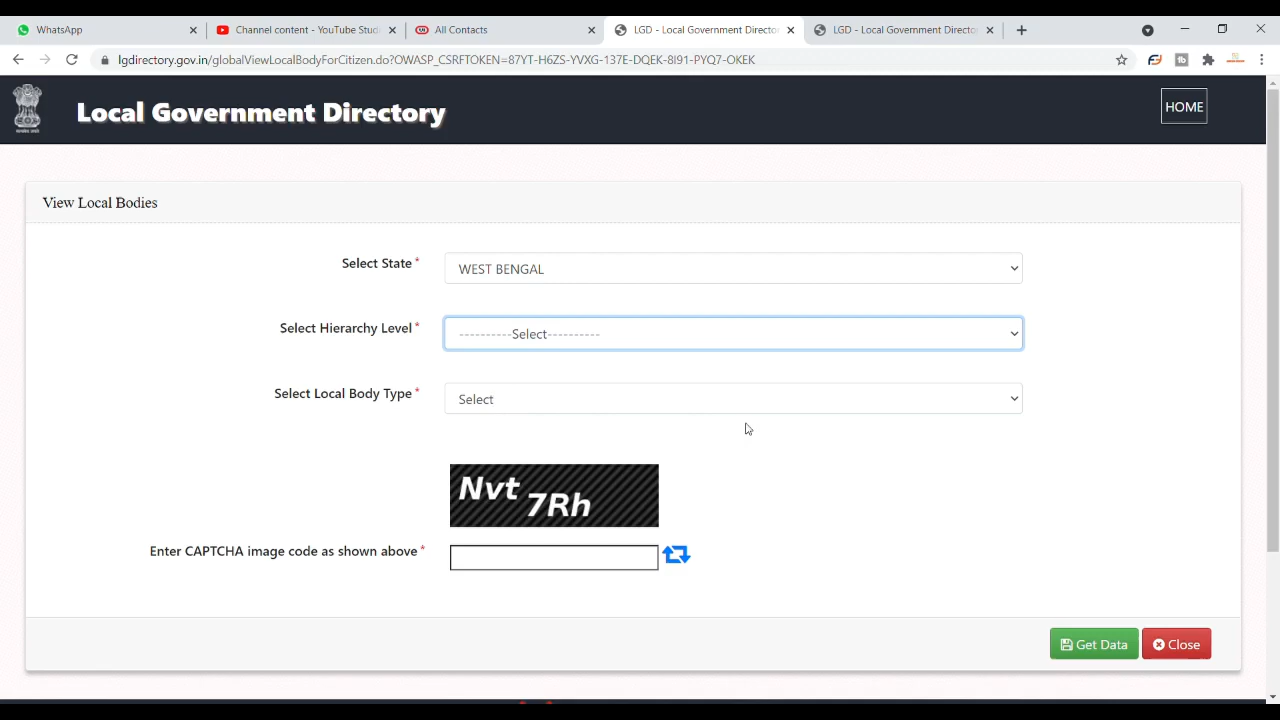 WhatsApp
Channel content - YouTube Studi
All Contacts
LGD - Local Government Director
LGD - Local Government Director
lgdirectory.gov.in/globalViewLocalBodyForCitizen.do?OWASP_CSRFTOKEN=87YT-H6ZS-YVXG-137E-DQEK-8I91-PYQ7-OKEK
Local Government Directory
HOME
View Local Bodies
Select State *
WEST BENGAL
Select Hierarchy Level *
----------Select----------
Select Local Body Type *
Select
Nvt
7Rh
Enter CAPTCHA image code as shown above *
Get Data
Close